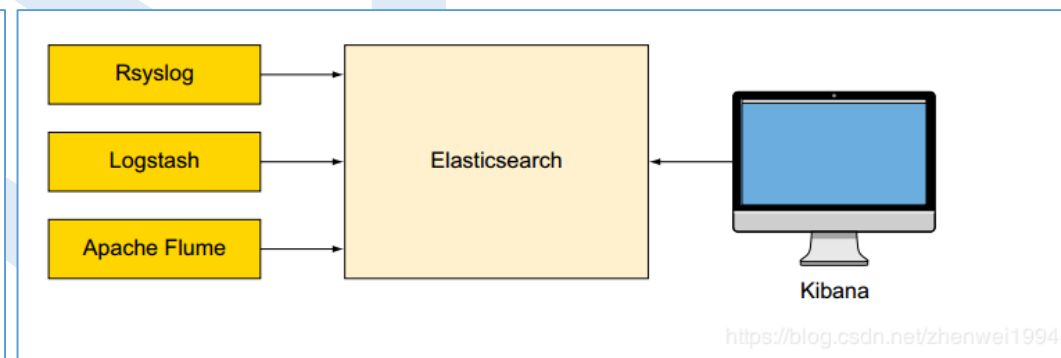 Rsyslog
Logstash
Elasticsearch
Apache Flume
Kibana
https://blog.csdn.net/zhenwei1994